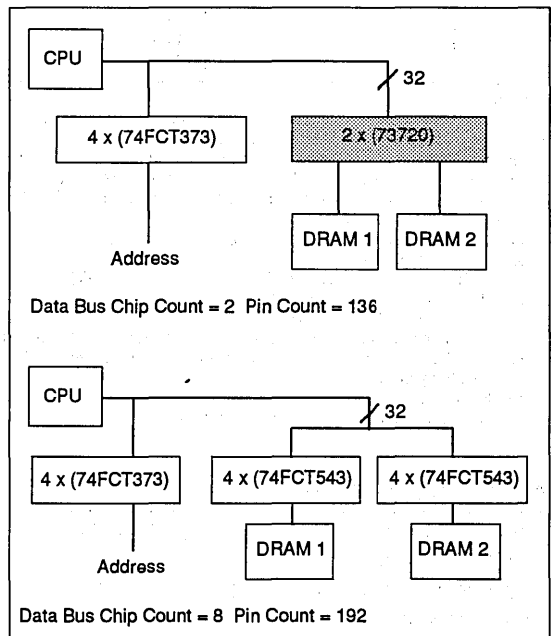 CPU
32
4 x (74FCT373)
2 x (73720)
DRAM 1
DRAM 2
Address
Data Bus Chip Count = 2 Pin Count = 136
CPU
32
4 x (74FCT373)
4 x (74FCT543)
4 x (74FCT543)
DRAM 1
DRAM 2
Address
Data Bus Chip Count = 8 Pin Count = 192